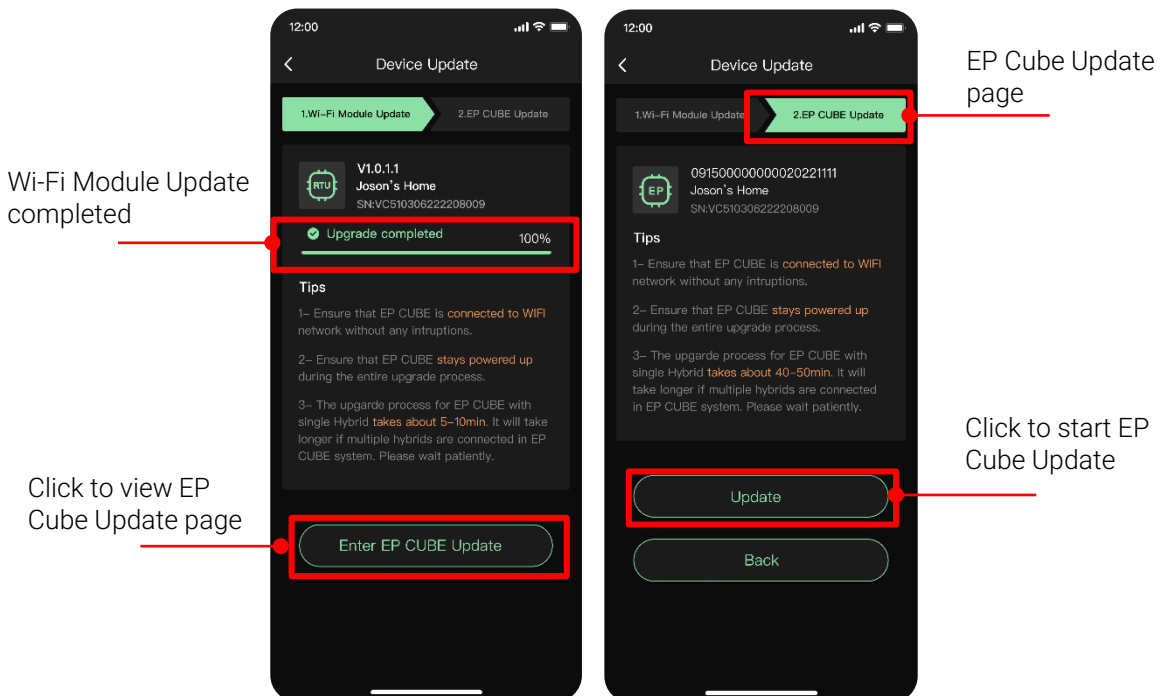 Wi-Fi Module Update
completed
Click to view EP
Cube Update page
12:00
Device Update
1.Wi-Fi Module Update
2.EP CUBE Update
RTU
V1.0.1.1
Joson's Home
SN:VC510306222208009
Upgrade completed
100%
Tips
1- Ensure that EP CUBE is connected to WIFI
network without any intruptions.
2- Ensure that EP CUBE stays powered up
during the entire upgrade process.
3- The upgarde process for EP CUBE with
single Hybrid takes about 5-10min. It will take
longer if multiple hybrids are connected in EP
CUBE system. Please wait patiently.
Enter EP CUBE Update
12:00
Device Update
1.Wi-Fi Module Update
2.EP CUBE Update
EP
091500000000020221111
Joson's Home
SN:VC510306222208009
Tips
1- Ensure that EP CUBE is connected to WIFI
network without any intruptions.
2- Ensure that EP CUBE stays powered up
during the entire upgrade process.
3- The upgarde process for EP CUBE with
single Hybrid takes about 40-50min. It will
take longer if multiple hybrids are connected
in EP CUBE system. Please wait patiently.
Update
Back
EP Cube Update
page
Click to start EP
Cube Update